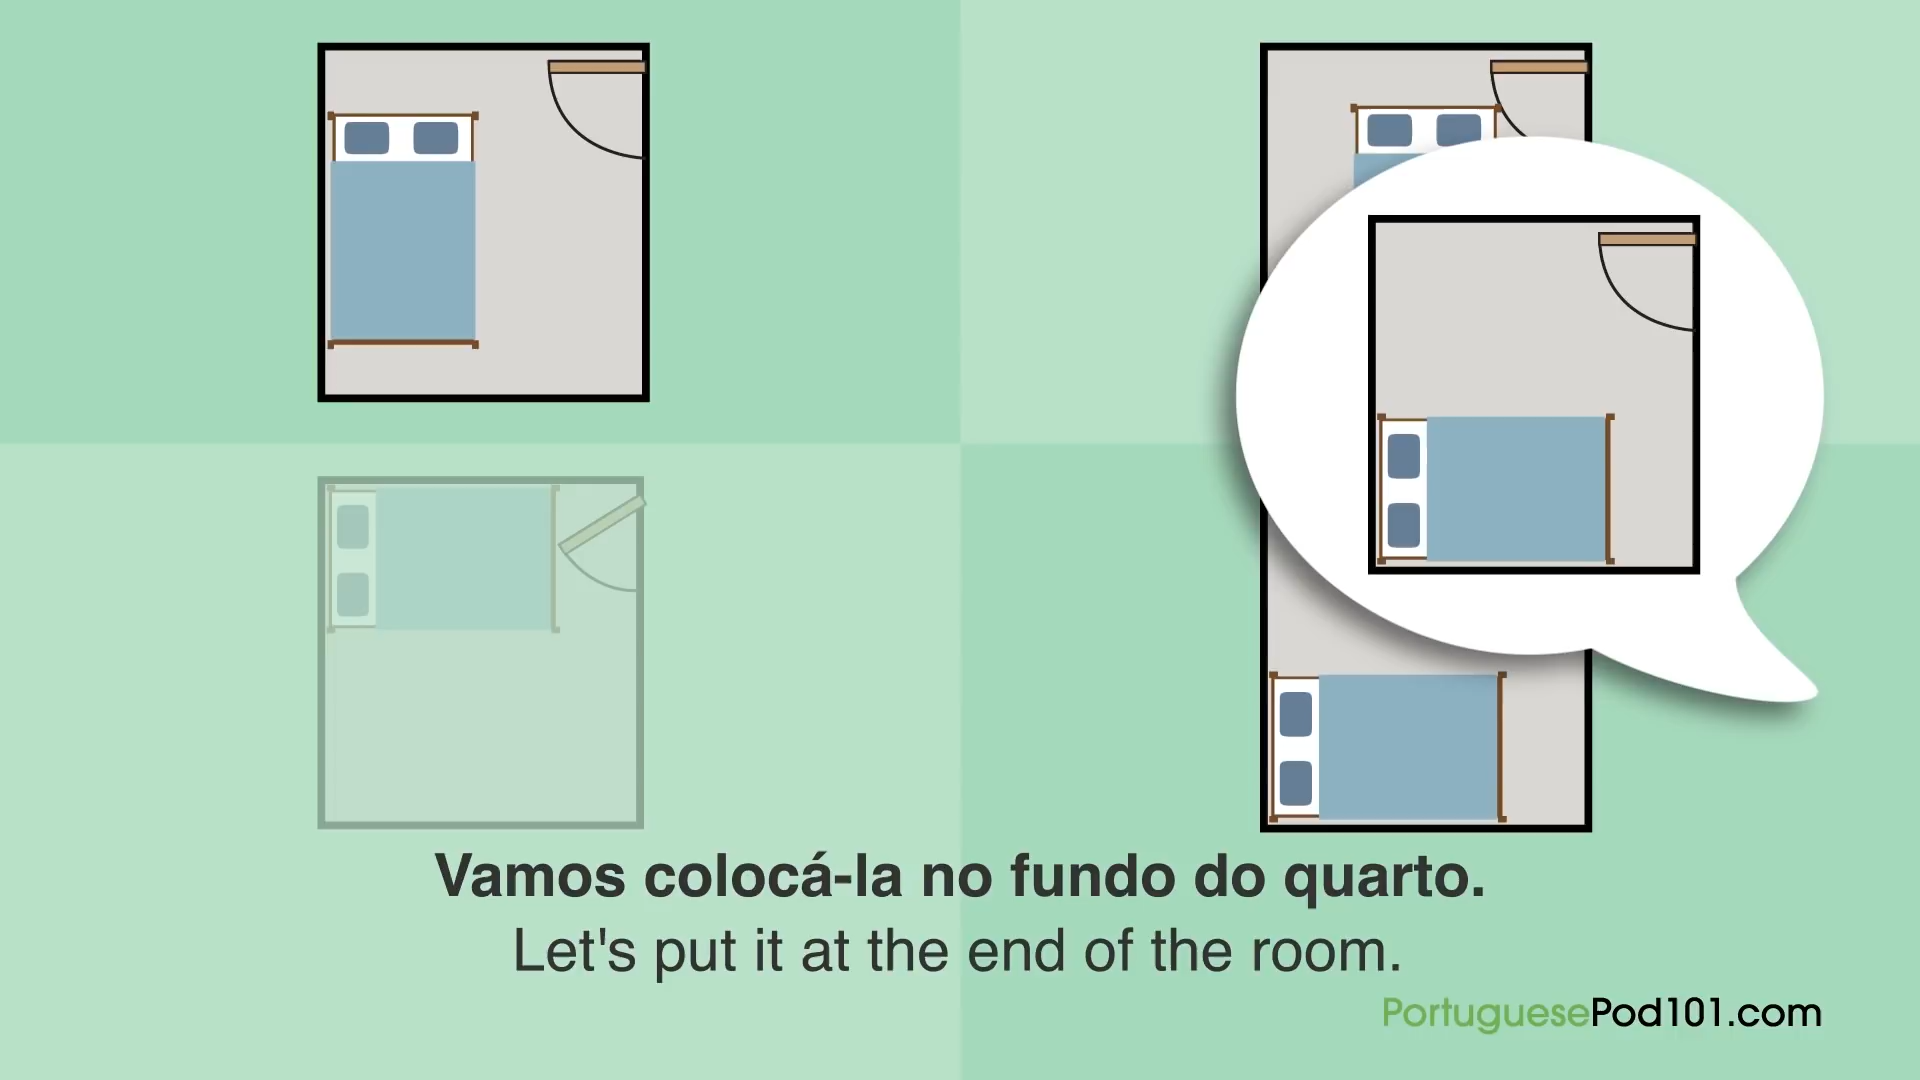 Vamos colocá-la no fundo do quarto.
Let's put it at the end of the room.
PortuguesePod101.com